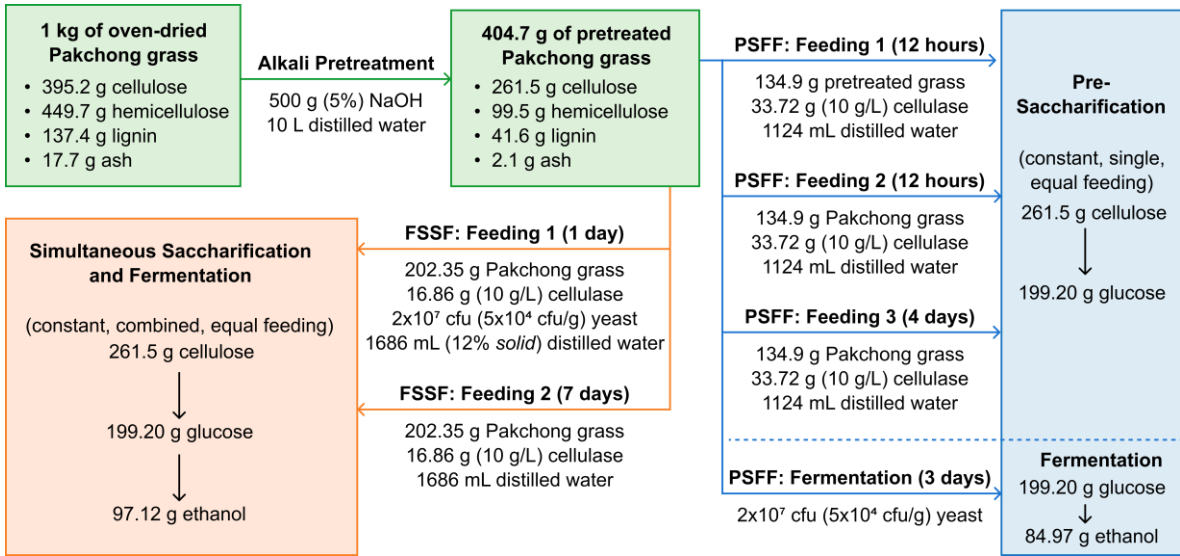 1 kg of oven-dried
Pakchong grass
• 395.2 g cellulose
• 449.7 g hemicellulose
• 137.4 g lignin
• 17.7 g ash
Alkali Pretreatment
500 g (5%) NaOH
10 L distilled water
404.7 g of pretreated
Pakchong grass
• 261.5 g cellulose
• 99.5 g hemicellulose
• 41.6 g lignin
• 2.1 g ash
PSFF: Feeding 1 (12 hours)
134.9 g pretreated grass
33.72 g (10 g/L) cellulase
1124 mL distilled water
PSFF: Feeding 2 (12 hours)
134.9 g Pakchong grass
33.72 g (10 g/L) cellulase
1124 mL distilled water
PSFF: Feeding 3 (4 days)
134.9 g Pakchong grass
33.72 g (10 g/L) cellulase
1124 mL distilled water
PSFF: Fermentation (3 days)
2x10⁷ cfu (5x10⁴ cfu/g) yeast
Pre-
Saccharification
(constant, single,
equal feeding)
261.5 g cellulose
199.20 g glucose
Fermentation
199.20 g glucose
84.97 g ethanol
FSSF: Feeding 1 (1 day)
202.35 g Pakchong grass
16.86 g (10 g/L) cellulase
2x10⁷ cfu (5x10⁴ cfu/g) yeast
1686 mL (12% solid) distilled water
FSSF: Feeding 2 (7 days)
202.35 g Pakchong grass
16.86 g (10 g/L) cellulase
1686 mL distilled water
Simultaneous Saccharification
and Fermentation
(constant, combined, equal feeding)
261.5 g cellulose
199.20 g glucose
97.12 g ethanol